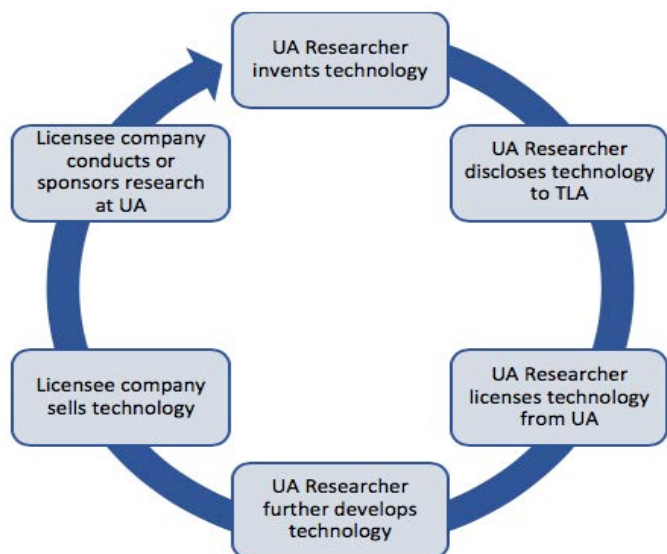 UA Researcher
invents technology
UA Researcher
discloses technology
to TLA
UA Researcher
licenses technology
from UA
UA Researcher
further develops
technology
Licensee company
sells technology
Licensee company
conducts or
sponsors research
at UA